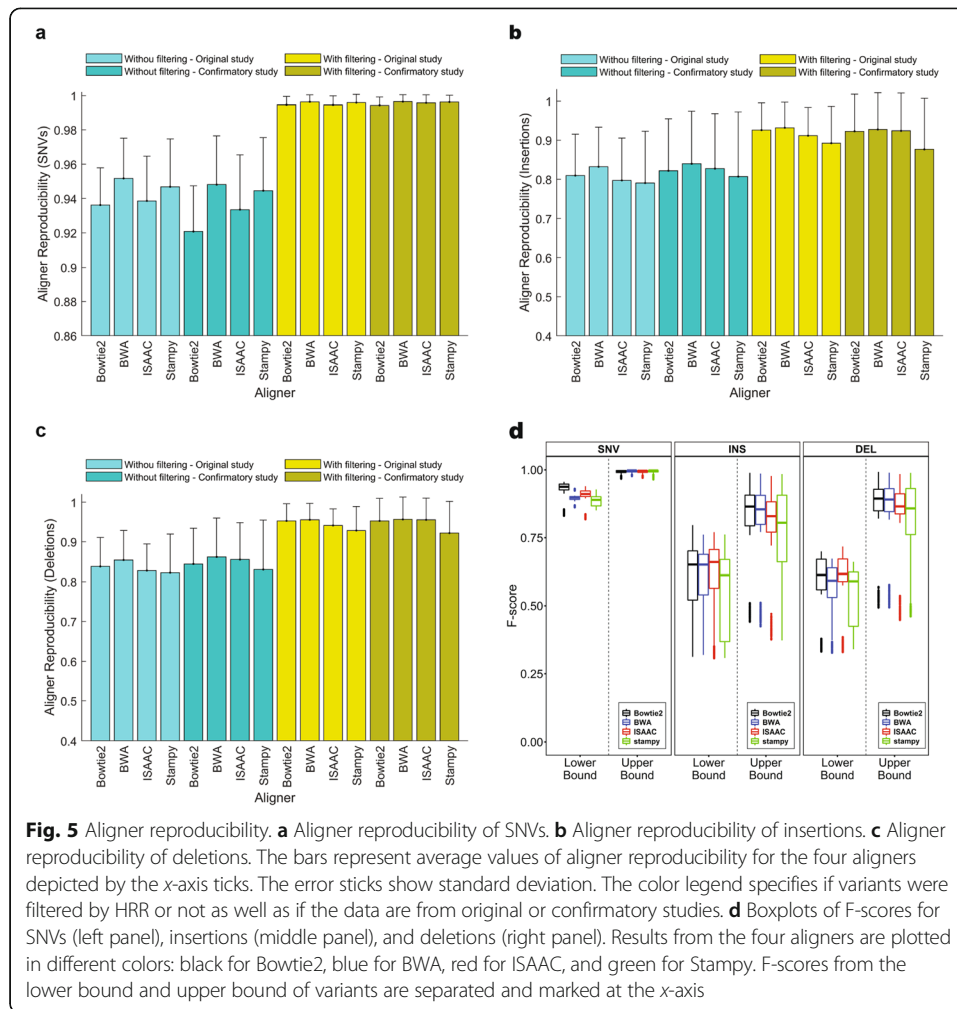 a
Withou filtering - Original study
With filtering - Original study
Without filtering - Confirmatory study
With filtering - Confirmatory study
Aligner Reproducibility (SNVs)
1
0.98
0.96
0.94
0.92
0.9
0.88
0.86
Bowtie2 BWA ISAAC Stampy Bowtie2 BWA ISAAC Stampy Bowtie2 BWA ISAAC Stampy Bowtie2 BWA ISAAC Stampy
Aligner
b
Withou filtering - Original study
With filtering - Original study
Without filtering - Confirmatory study
With filtering - Confirmatory study
Aligner Reproducibility (Insertions)
1
0.9
0.8
0.7
0.6
0.5
0.4
Bowtie2 BWA ISAAC Stampy Bowtie2 BWA ISAAC Stampy Bowtie2 BWA ISAAC Stampy Bowtie2 BWA ISAAC Stampy
Aligner
c
Withou filtering - Original study
With filtering - Original study
Without filtering - Confirmatory study
With filtering - Confirmatory study
Aligner Reproducibility (Deletions)
1
0.9
0.8
0.7
0.6
0.5
0.4
Bowtie2 BWA ISAAC Stampy Bowtie2 BWA ISAAC Stampy Bowtie2 BWA ISAAC Stampy Bowtie2 BWA ISAAC Stampy
Aligner
d
SNV INS DEL
F-score
1.00
0.75
0.50
0.25
0.00
Bowtie2
BWA
ISAAC
stampy
Bowtie2
BWA
ISAAC
stampy
Bowtie2
BWA
ISAAC
stampy
Lower Bound Upper Bound Lower Bound Upper Bound Lower Bound Upper Bound
Fig. 5 Aligner reproducibility. a Aligner reproducibility of SNVs. b Aligner reproducibility of insertions. c Aligner
reproducibility of deletions. The bars represent average values of aligner reproducibility for the four aligners
depicted by the x-axis ticks. The error sticks show standard deviation. The color legend specifies if variants were
filtered by HRR or not as well as if the data are from original or confirmatory studies. d Boxplots of F-scores for
SNVs (left panel), insertions (middle panel), and deletions (right panel). Results from the four aligners are plotted
in different colors: black for Bowtie2, blue for BWA, red for ISAAC, and green for Stampy. F-scores from the
lower bound and upper bound of variants are separated and marked at the x-axis